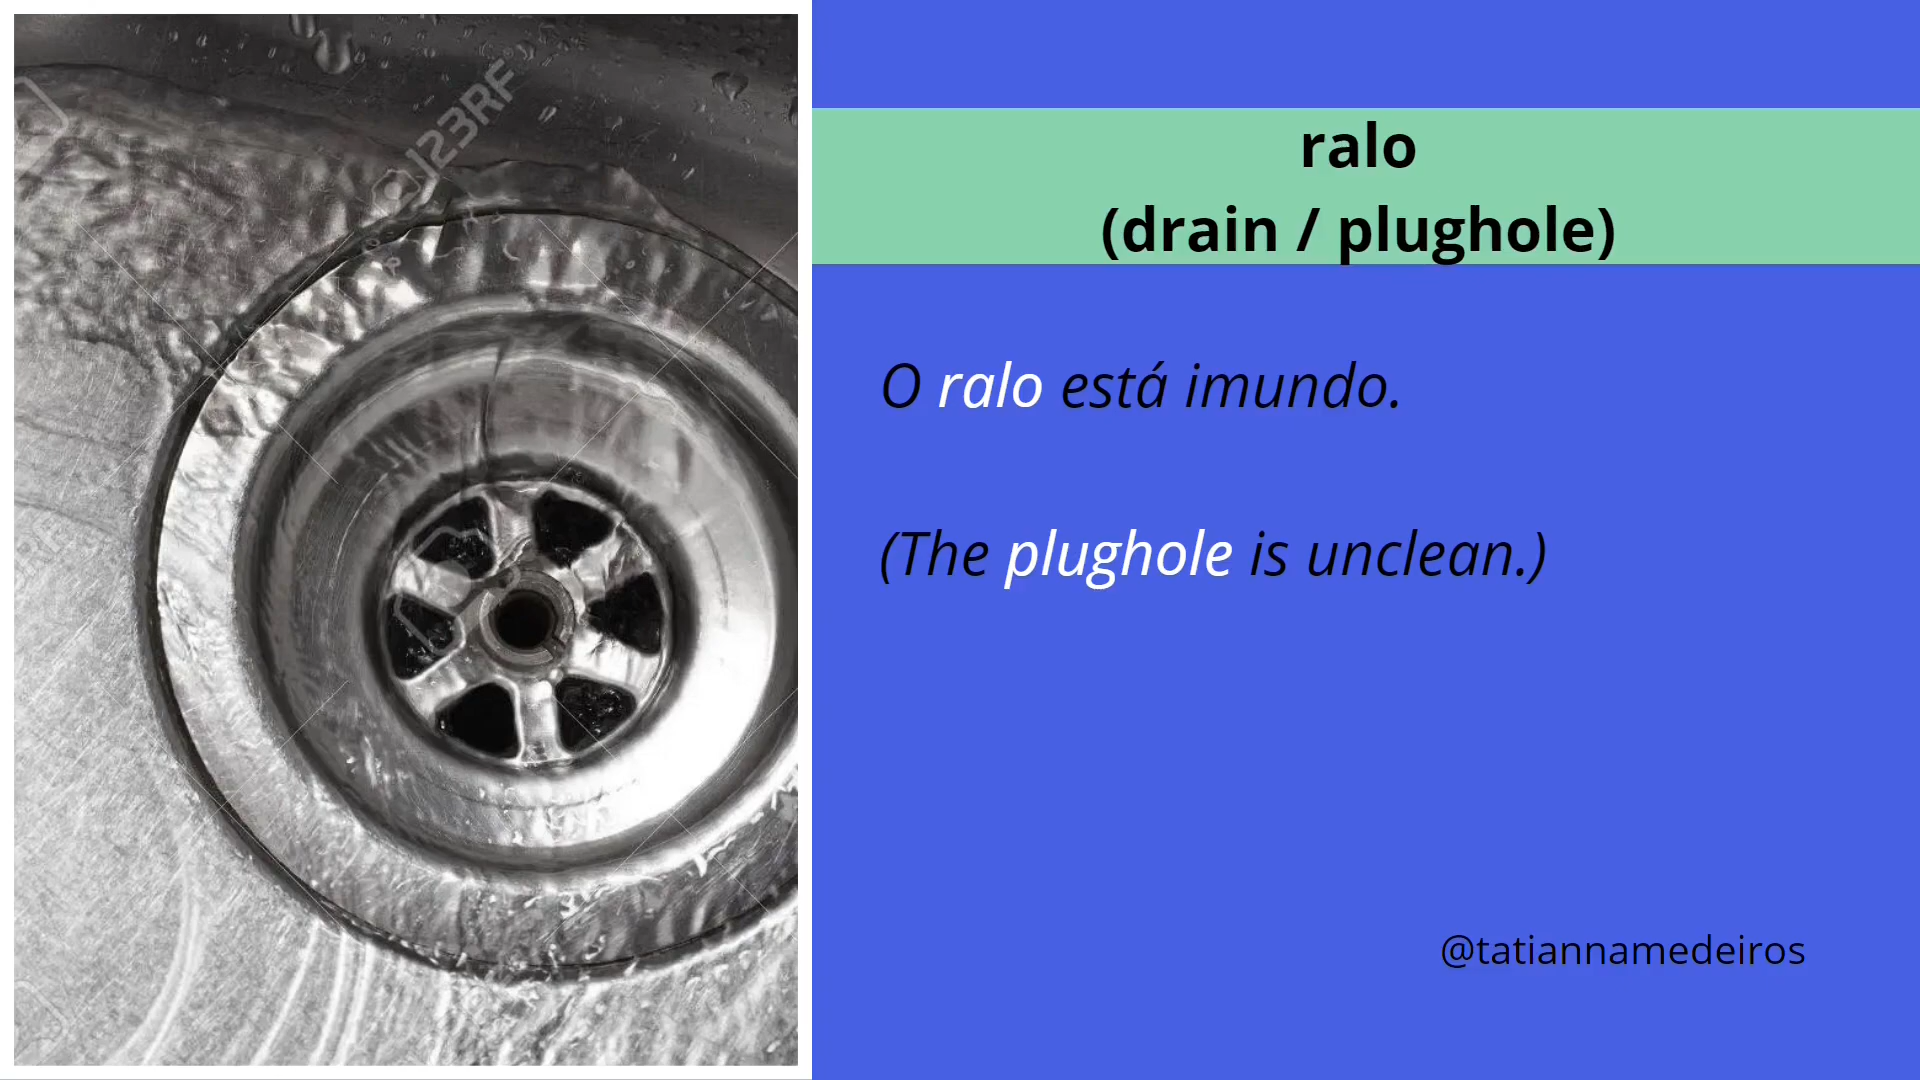 ralo
(drain / plughole)
O ralo está imundo.
(The plughole is unclean.)
@tatiannamedeiros
123RF